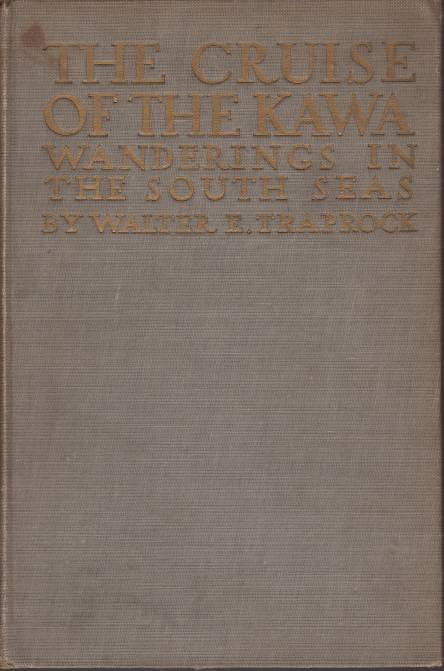 THE CRUISE
OF THE KAWA
WANDERINGS IN
THE SOUTH SEAS
BY WALTER E. TRAPROCK